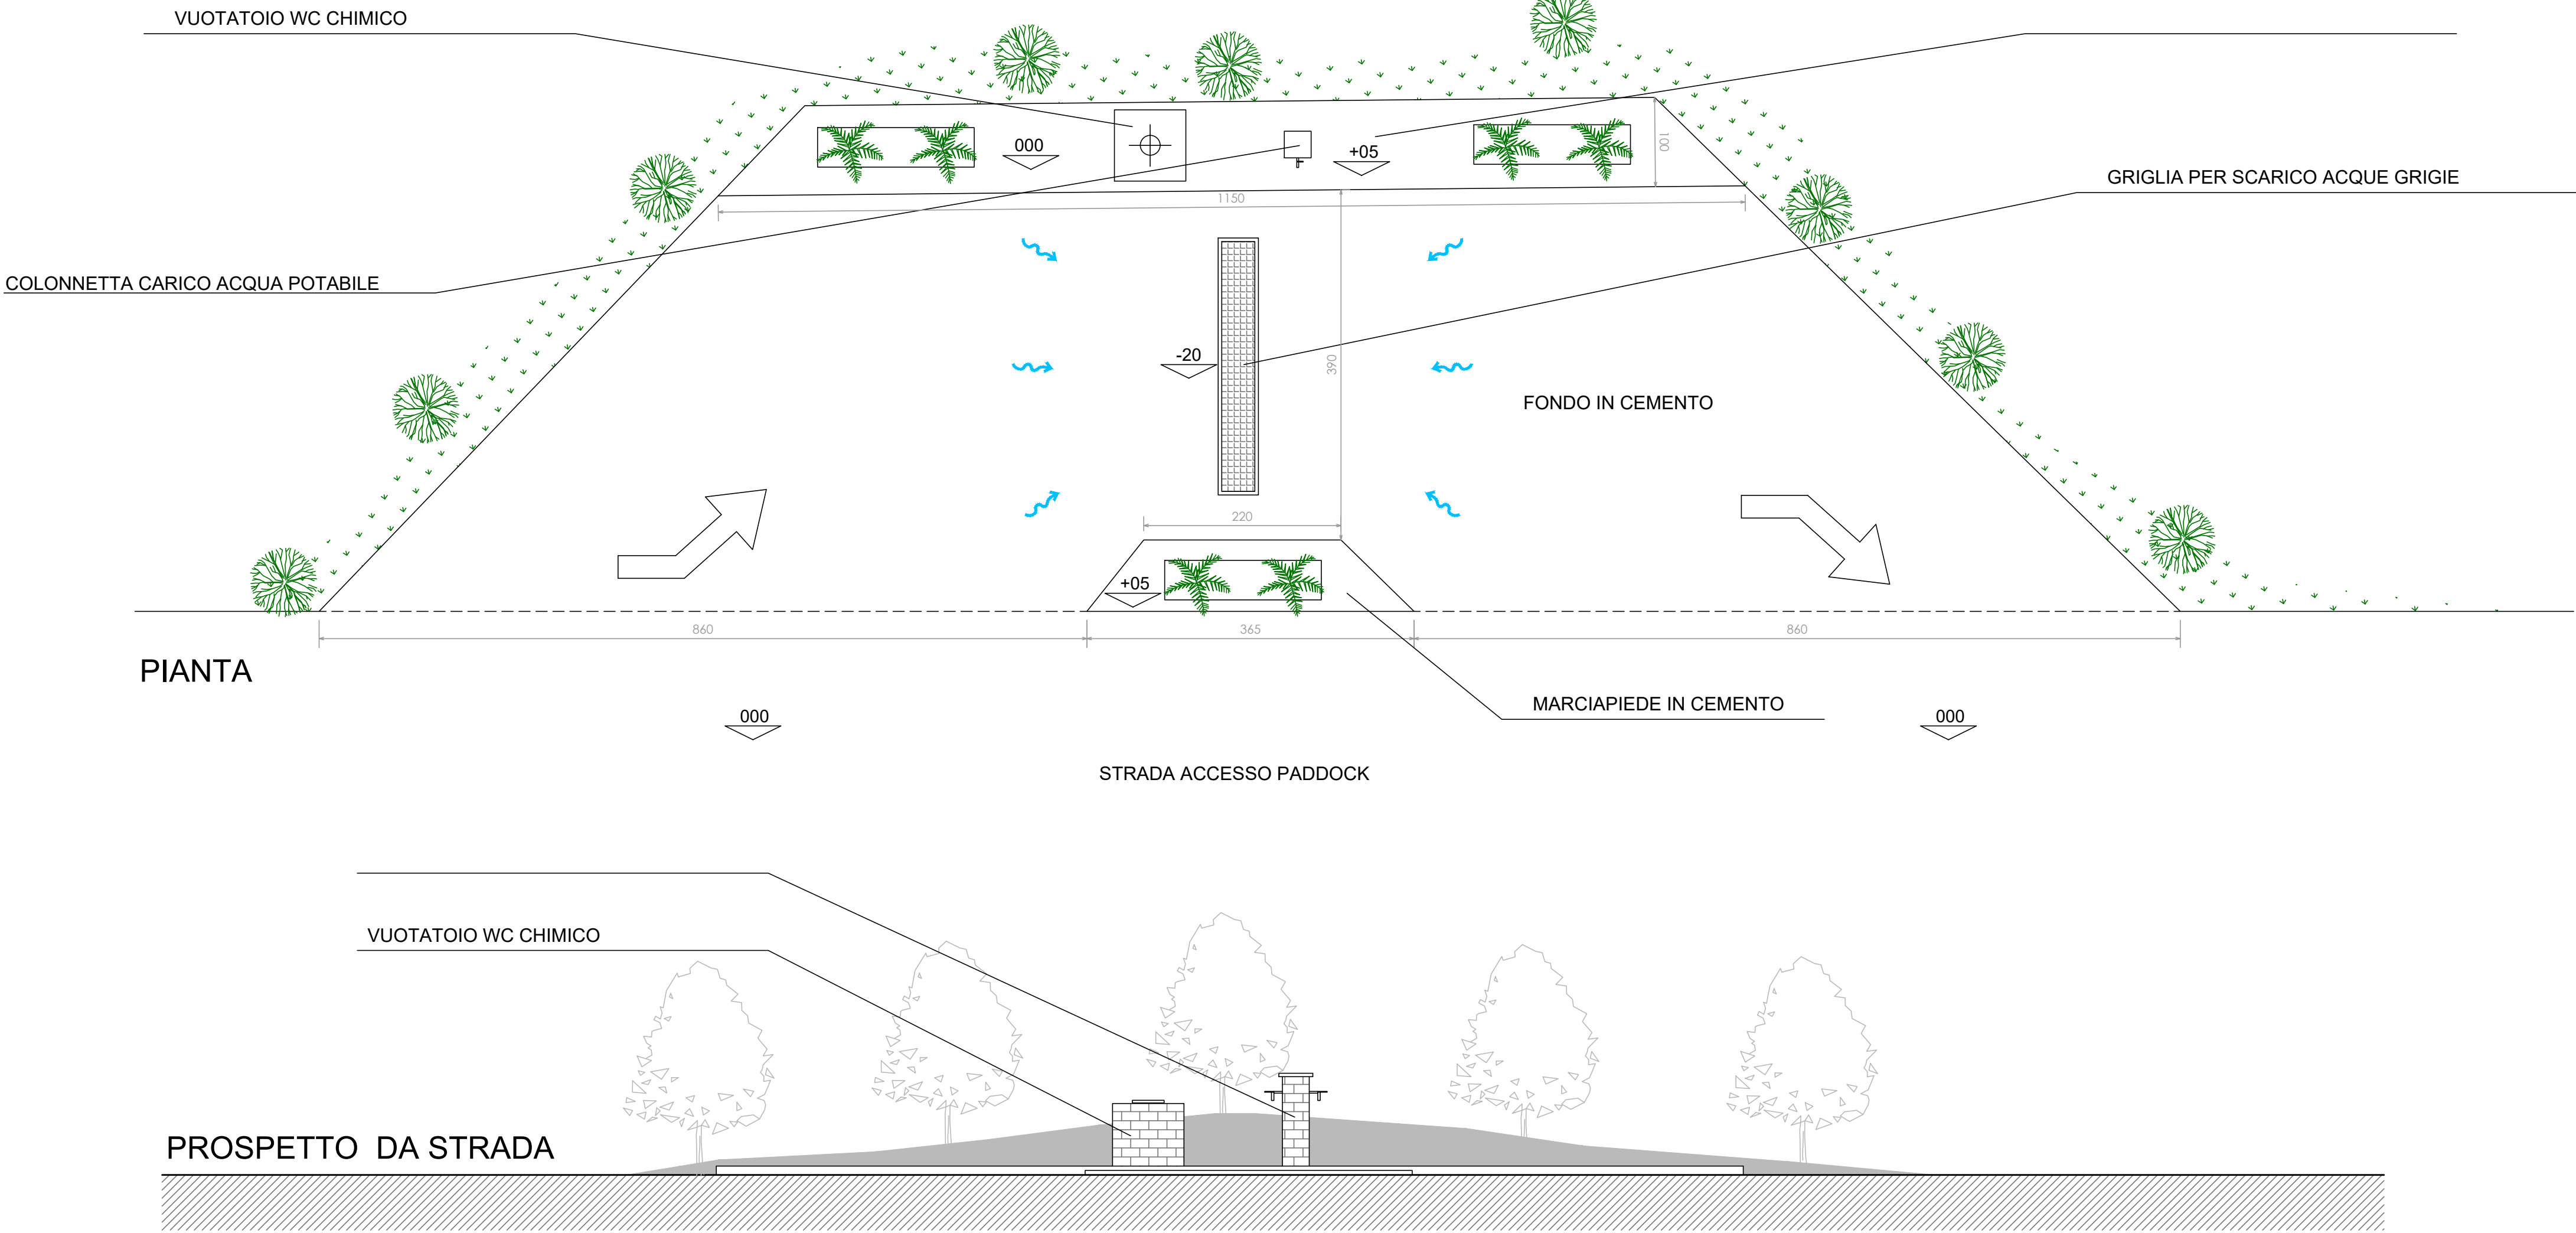 VUOTATOIO WC CHIMICO
000
+05
100
GRIGLIA PER SCARICO ACQUE GRIGIE
1150
COLONNETTA CARICO ACQUA POTABILE
-20
390
FONDO IN CEMENTO
220
+05
860
365
860
PIANTA
MARCIAPIEDE IN CEMENTO
000
000
STRADA ACCESSO PADDOCK
VUOTATOIO WC CHIMICO
PROSPETTO DA STRADA